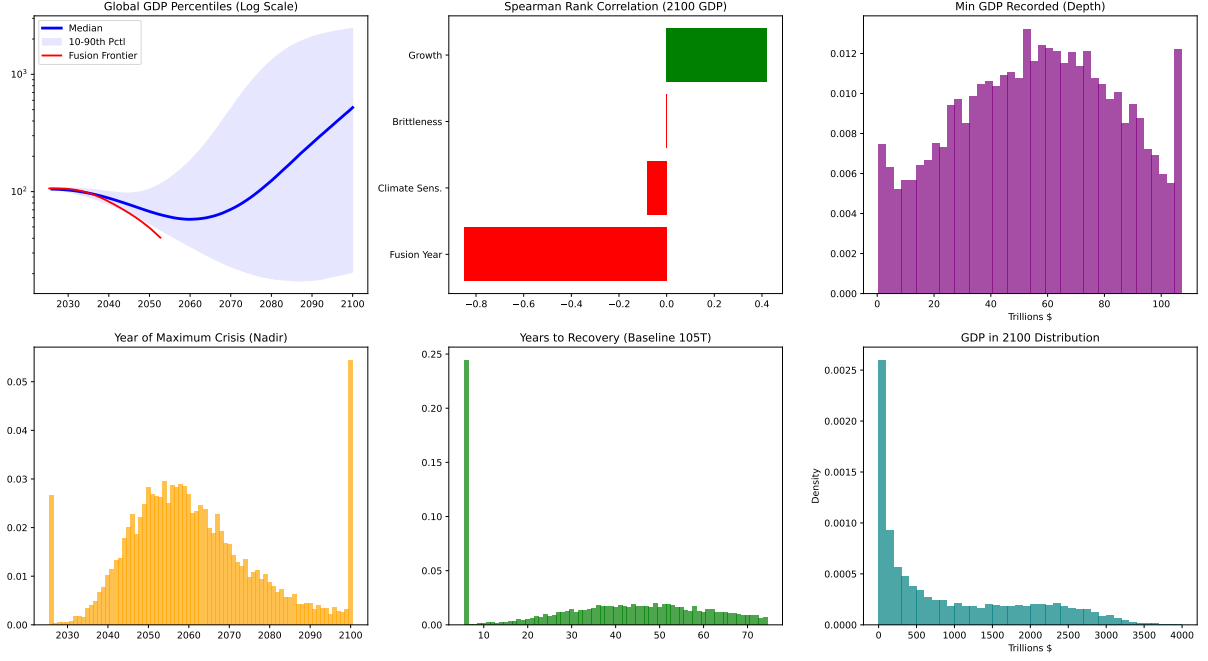 Global GDP Percentiles (Log Scale)
Median
10-90th Pctl
Fusion Frontier
10³
10²
2030 2040 2050 2060 2070 2080 2090 2100
Spearman Rank Correlation (2100 GDP)
Growth
Brittleness
Climate Sens.
Fusion Year
−0.8 −0.6 −0.4 −0.2 0.0 0.2 0.4
Min GDP Recorded (Depth)
0.012
0.010
0.008
0.006
0.004
0.002
0.000
0 20 40 60 80 100
Trillions $
Year of Maximum Crisis (Nadir)
0.05
0.04
0.03
0.02
0.01
0.00
2030 2040 2050 2060 2070 2080 2090 2100
Years to Recovery (Baseline 105T)
0.25
0.20
0.15
0.10
0.05
0.00
10 20 30 40 50 60 70
GDP in 2100 Distribution
Density
0.0025
0.0020
0.0015
0.0010
0.0005
0.0000
0 500 1000 1500 2000 2500 3000 3500 4000
Trillions $